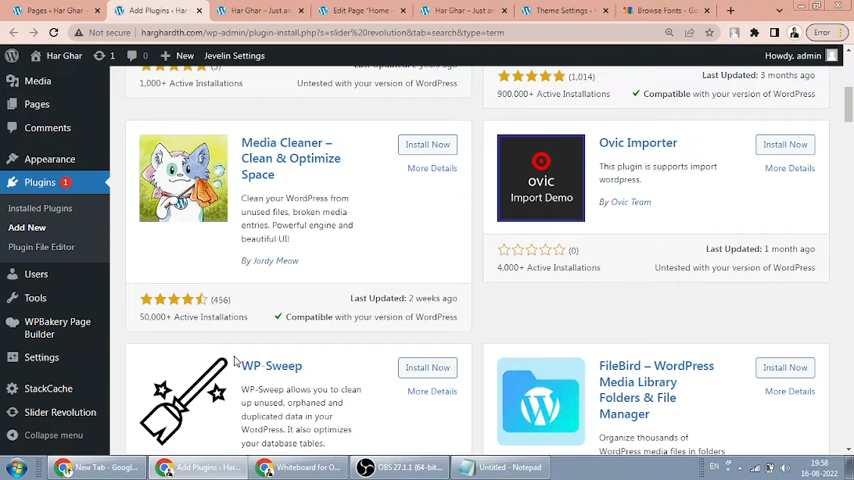 Pages ‹ Har Ghar
Add Plugins ‹ Har
Har Ghar – Just an
Edit Page "Home
Har Ghar – Just an
Theme Settings ‹
Browse Fonts - Go
Not secure | harghardth.com/wp-admin/plugin-install.php?s=slider%20revolution&tab=search&type=term
Error
Har Ghar 1 0 New Jevelin Settings Howdy, admin
Media
Pages
Comments
Appearance
Plugins 1
Installed Plugins
Add New
Plugin File Editor
Users
Tools
WPBakery Page
Builder
Settings
StackCache
Slider Revolution
Collapse menu
1,000+ Active Installations Untested with your version of WordPress
(1,014) Last Updated: 3 months ago
900,000+ Active Installations Compatible with your version of WordPress
Media Cleaner –
Clean & Optimize
Space
Install Now
More Details
Clean your WordPress from
unused files, broken media
entries. Powerful engine and
beautiful UI!
By Jordy Meow
(456) Last Updated: 2 weeks ago
50,000+ Active Installations Compatible with your version of WordPress
ovic
Import Demo
Ovic Importer
Install Now
More Details
This plugin is supports import
wordpress.
By Ovic Team
(0) Last Updated: 1 month ago
4,000+ Active Installations Untested with your version of WordPress
WP-Sweep
Install Now
More Details
WP-Sweep allows you to clean
up unused, orphaned and
duplicated data in your
WordPress. It also optimizes
your database tables.
FileBird – WordPress
Media Library
Folders & File
Manager
Install Now
More Details
Organize thousands of
WordPress media files in folders
New Tab - Googl...
Add Plugins ‹ Har...
Whiteboard for O...
OBS 27.1.1 (64-bit...
Untitled - Notepad
EN
19:58
16-08-2022